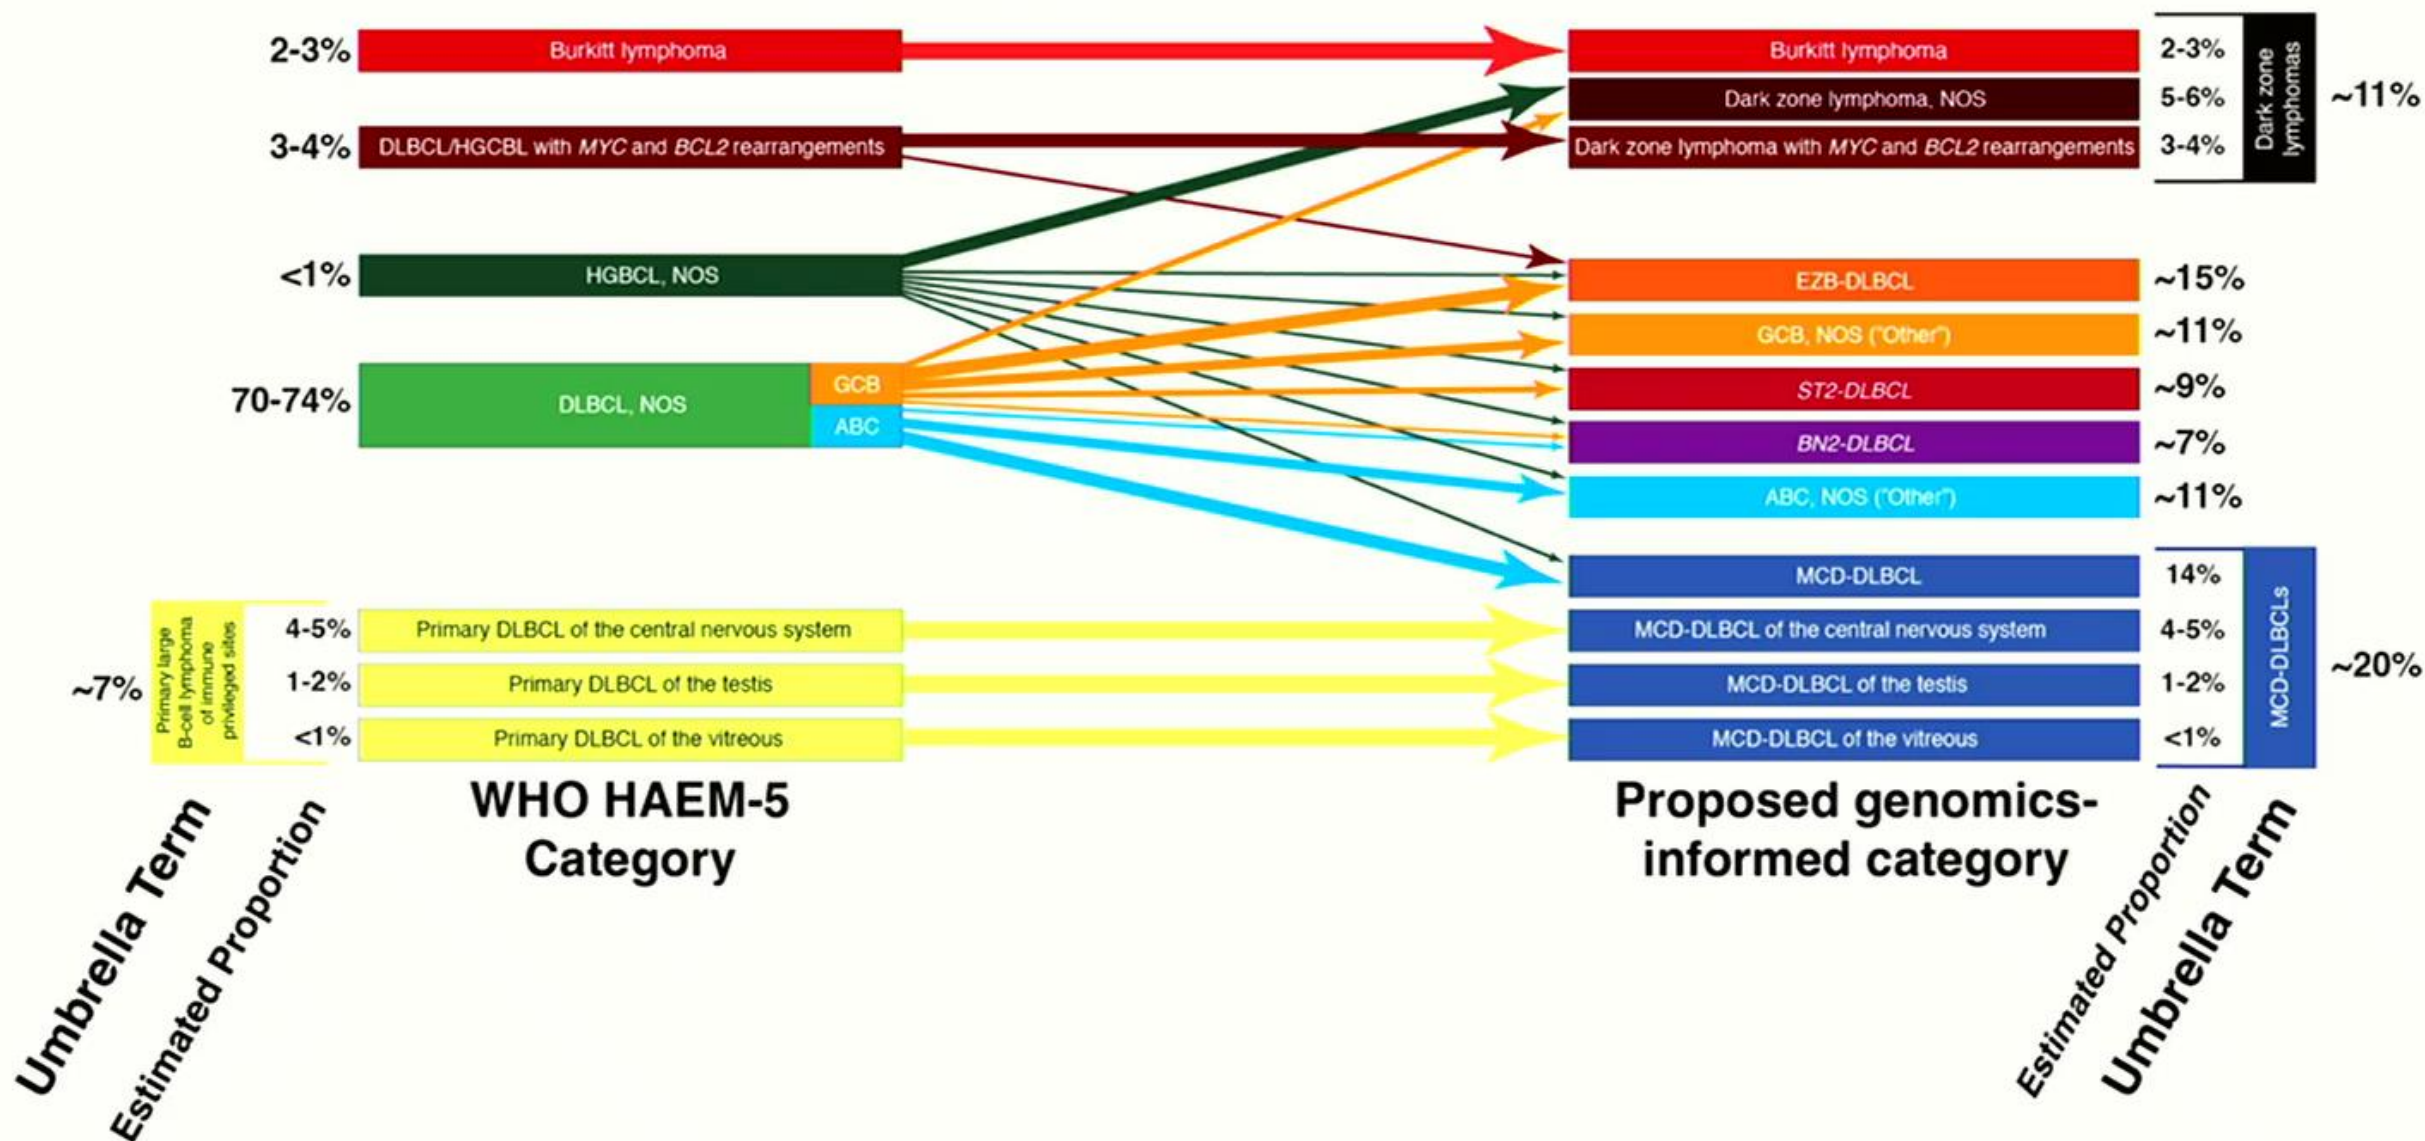 2-3%
Burkitt lymphoma
Burkitt lymphoma
2-3%
Dark zone lymphoma, NOS
5-6%
3-4%
DLBCL/HGCBL with MYC and BCL2 rearrangements
Dark zone lymphoma with MYC and BCL2 rearrangements
3-4%
Dark zone
lymphomas
~11%
<1%
HGBCL, NOS
EZB-DLBCL
~15%
GCB, NOS ("Other")
~11%
70-74%
DLBCL, NOS
GCB
ABC
ST2-DLBCL
~9%
BN2-DLBCL
~7%
ABC, NOS ("Other")
~11%
MCD-DLBCL
14%
~7%
Primary large
B-cell lymphoma
of immune
privileged sites
4-5%
Primary DLBCL of the central nervous system
MCD-DLBCL of the central nervous system
4-5%
1-2%
Primary DLBCL of the testis
MCD-DLBCL of the testis
1-2%
<1%
Primary DLBCL of the vitreous
MCD-DLBCL of the vitreous
<1%
MCD-DLBCLs
~20%
Umbrella Term
Estimated Proportion
WHO HAEM-5
Category
Proposed genomics-
informed category
Estimated Proportion
Umbrella Term